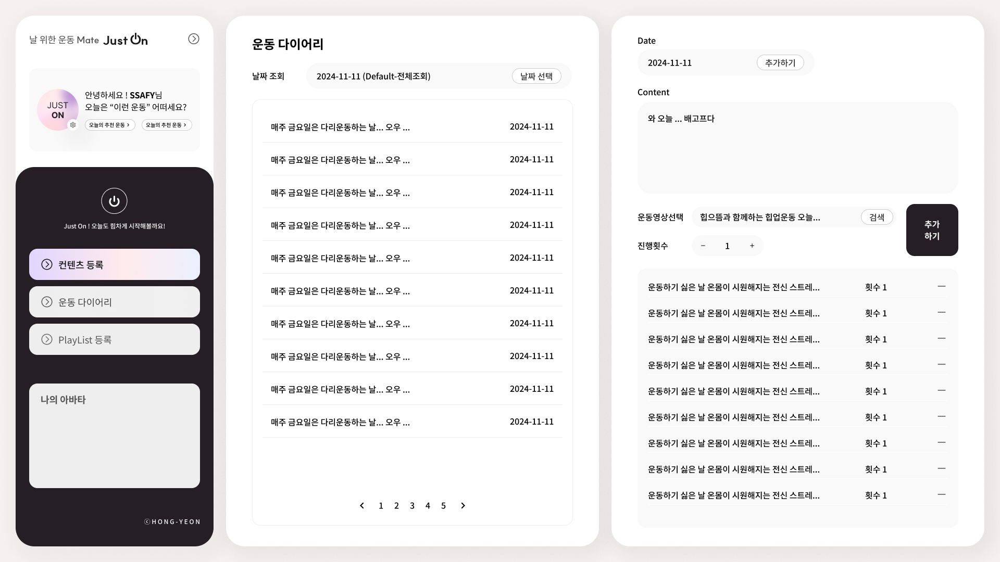 날 위한 운동 Mate Just On
JUST
ON
안녕하세요 ! SSAFY님
오늘은 “이런 운동” 어떠세요?
오늘의 추천 운동 > 오늘의 추천 운동 >
Just On ! 오늘도 힘차게 시작해볼까요!
컨텐츠 등록
운동 다이어리
PlayList 등록
나의 아바타
ⓒHONG-YEON
운동 다이어리
날짜 조회 2024-11-11 (Default-전체조회) 날짜 선택
매주 금요일은 다리운동하는 날... 오우 ... 2024-11-11
매주 금요일은 다리운동하는 날... 오우 ... 2024-11-11
매주 금요일은 다리운동하는 날... 오우 ... 2024-11-11
매주 금요일은 다리운동하는 날... 오우 ... 2024-11-11
매주 금요일은 다리운동하는 날... 오우 ... 2024-11-11
매주 금요일은 다리운동하는 날... 오우 ... 2024-11-11
매주 금요일은 다리운동하는 날... 오우 ... 2024-11-11
매주 금요일은 다리운동하는 날... 오우 ... 2024-11-11
매주 금요일은 다리운동하는 날... 오우 ... 2024-11-11
매주 금요일은 다리운동하는 날... 오우 ... 2024-11-11
< 1 2 3 4 5 >
Date
2024-11-11 추가하기
Content
와 오늘 ... 배고프다
운동영상선택 힙으뜸과 함께하는 힙업운동 오늘... 검색
진행횟수 − 1 +
추가
하기
운동하기 싫은 날 온몸이 시원해지는 전신 스트레... 횟수 1 —
운동하기 싫은 날 온몸이 시원해지는 전신 스트레... 횟수 1 —
운동하기 싫은 날 온몸이 시원해지는 전신 스트레... 횟수 1 —
운동하기 싫은 날 온몸이 시원해지는 전신 스트레... 횟수 1 —
운동하기 싫은 날 온몸이 시원해지는 전신 스트레... 횟수 1 —
운동하기 싫은 날 온몸이 시원해지는 전신 스트레... 횟수 1 —
운동하기 싫은 날 온몸이 시원해지는 전신 스트레... 횟수 1 —
운동하기 싫은 날 온몸이 시원해지는 전신 스트레... 횟수 1 —
운동하기 싫은 날 온몸이 시원해지는 전신 스트레... 횟수 1 —